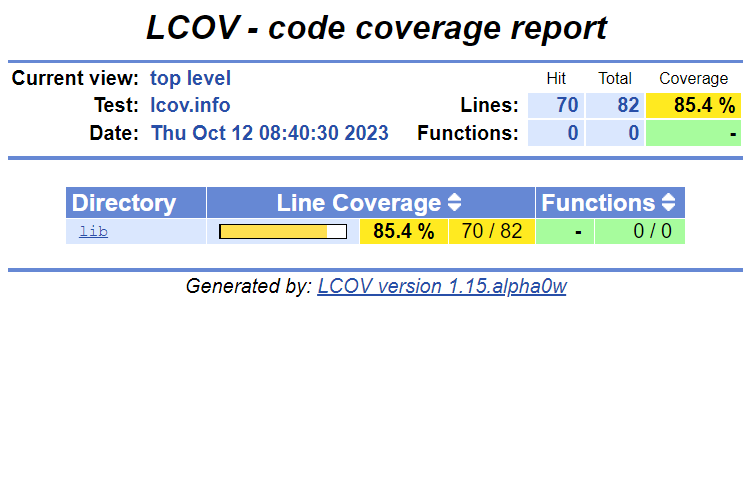 LCOV - code coverage report
Current view: top level Hit Total Coverage
Test: lcov.info Lines: 70 82 85.4 %
Date: Thu Oct 12 08:40:30 2023 Functions: 0 0 -
Directory Line Coverage Functions
lib 85.4 % 70 / 82 - 0 / 0
Generated by: LCOV version 1.15.alpha0w